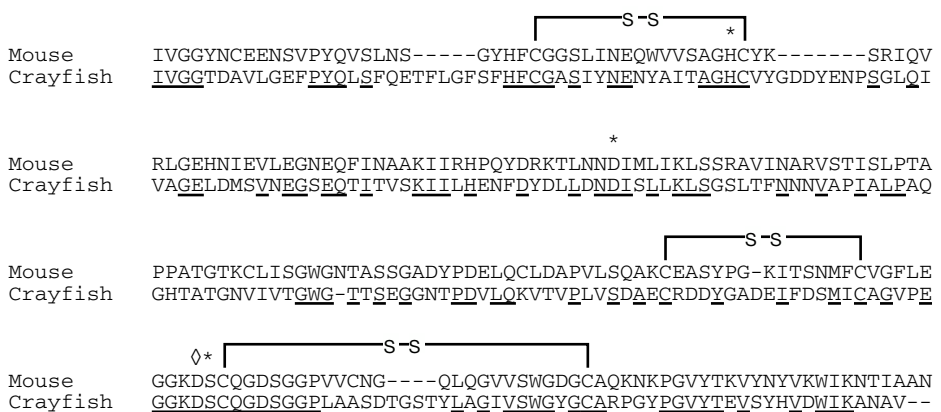 S S
*
Mouse IVGGYNCEENSVPYQVSLNS-----GYHFCGGSLINEQWVVSAGHCYK-------SRIQV
Crayfish IVGGTDAVLGEFPYQLSFQETFLGFSFHFCGASIYNENYAITAGHCVYGDDYENPSGLQI
*
Mouse RLGEHNIEVLEGNEQFINAAKIIRHPQYDRKTLNNDIMLIKLSSRAVINARVSTISLPTA
Crayfish VAGELDMSVNEGSEQTITVSKIILHENFDYDLLDNDISLLKLSGSLTFNNNVAPIALPAQ
S S
Mouse PPATGTKCLISGWGNTASSGADYPDELQCLDAPVLSQAKCEASYPG-KITSNMFCVGFLE
Crayfish GHTATGNVIVTGWG-TTSEGGNTPDVLQKVTVPLVSDAECRDDYGADEIFDSMICAGVPE
S S
◊*
Mouse GGKDSCQGDSGGPVVCNG----QLQGVVSWGDGCAQKNKPGVYTKVYNYVKWIKNTIAAN
Crayfish GGKDSCQGDSGGPLAASDTGSTYLAGIVSWGYGCARPGYPGVYTEVSYHVDWIKANAV--